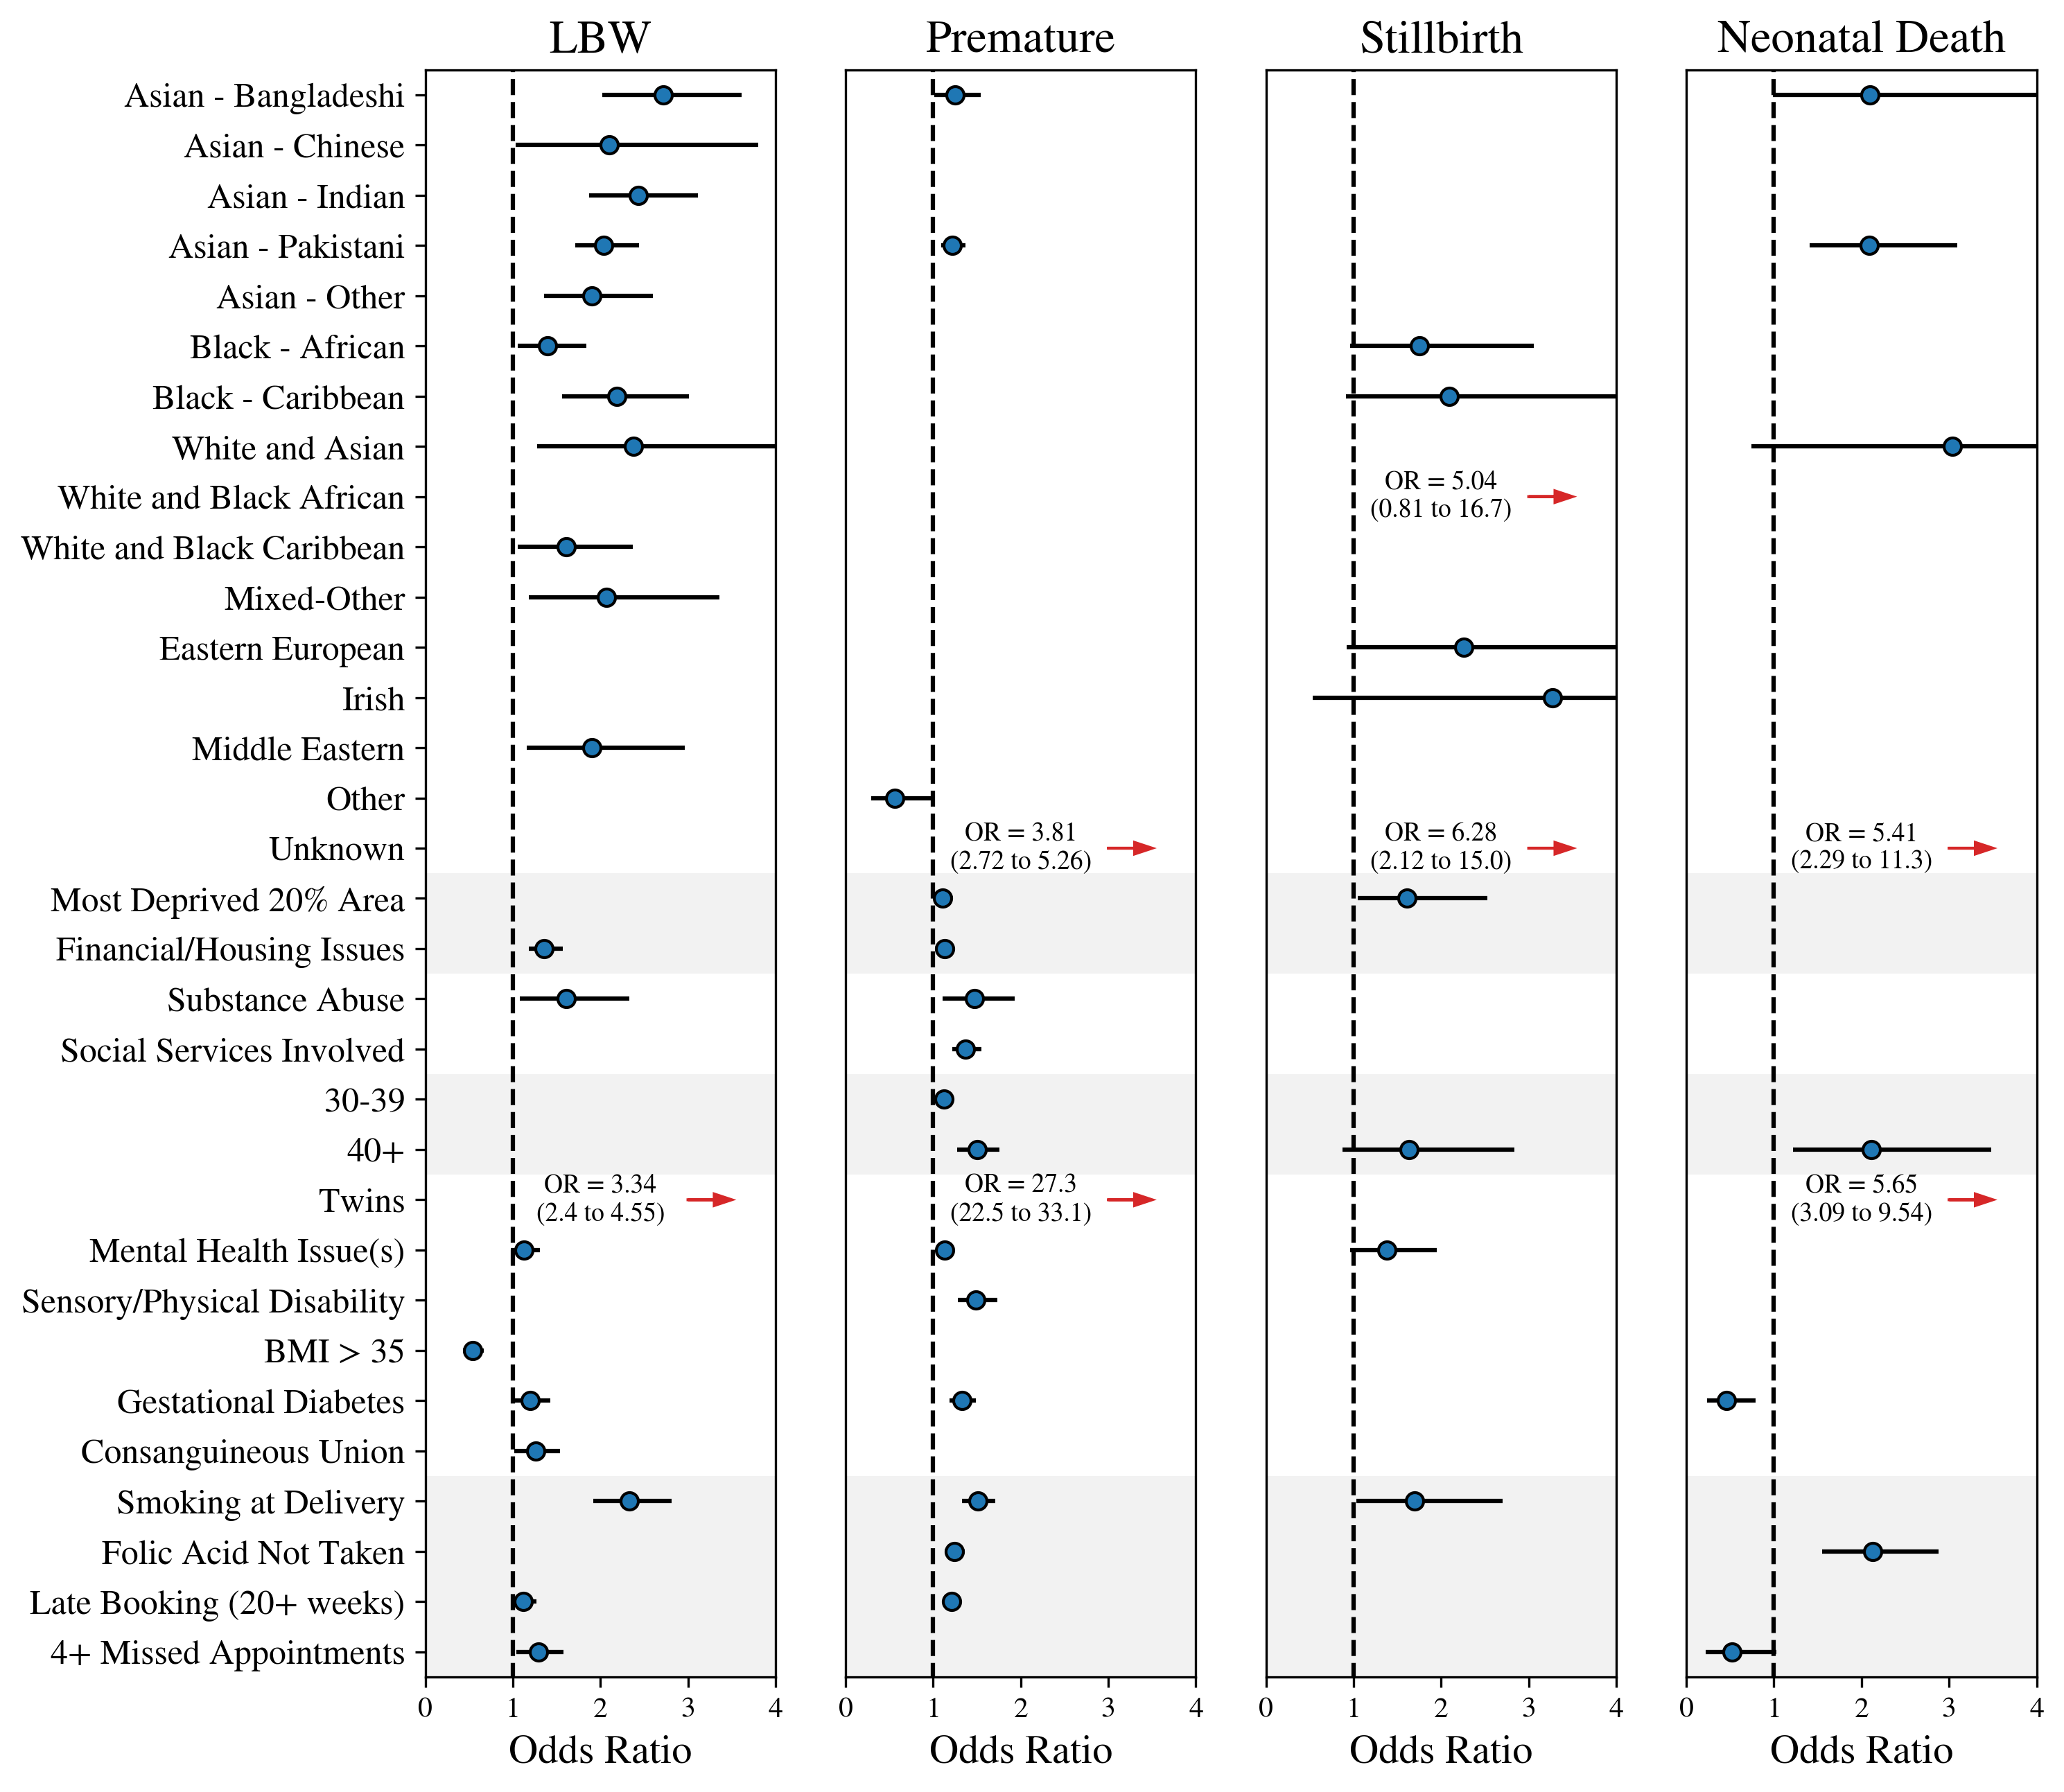 LBW
Premature
Stillbirth
Neonatal Death
Asian - Bangladeshi
Asian - Chinese
Asian - Indian
Asian - Pakistani
Asian - Other
Black - African
Black - Caribbean
White and Asian
White and Black African
OR = 5.04
(0.81 to 16.7)
White and Black Caribbean
Mixed-Other
Eastern European
Irish
Middle Eastern
Other
Unknown
OR = 3.81
(2.72 to 5.26)
OR = 6.28
(2.12 to 15.0)
OR = 5.41
(2.29 to 11.3)
Most Deprived 20% Area
Financial/Housing Issues
Substance Abuse
Social Services Involved
30-39
40+
Twins
OR = 3.34
(2.4 to 4.55)
OR = 27.3
(22.5 to 33.1)
OR = 5.65
(3.09 to 9.54)
Mental Health Issue(s)
Sensory/Physical Disability
BMI > 35
Gestational Diabetes
Consanguineous Union
Smoking at Delivery
Folic Acid Not Taken
Late Booking (20+ weeks)
4+ Missed Appointments
0 1 2 3 4
0 1 2 3 4
0 1 2 3 4
0 1 2 3 4
Odds Ratio
Odds Ratio
Odds Ratio
Odds Ratio